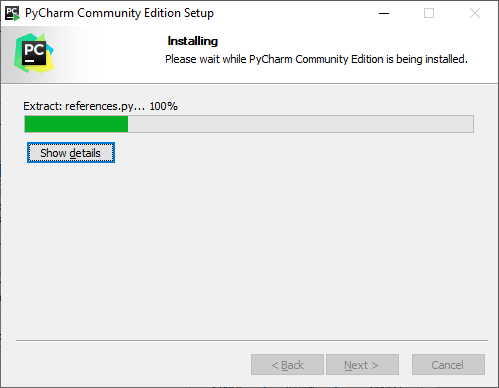 PC PyCharm Community Edition Setup
PC
Installing
Please wait while PyCharm Community Edition is being installed.
Extract: references.py... 100%
Show details
< Back
Next >
Cancel